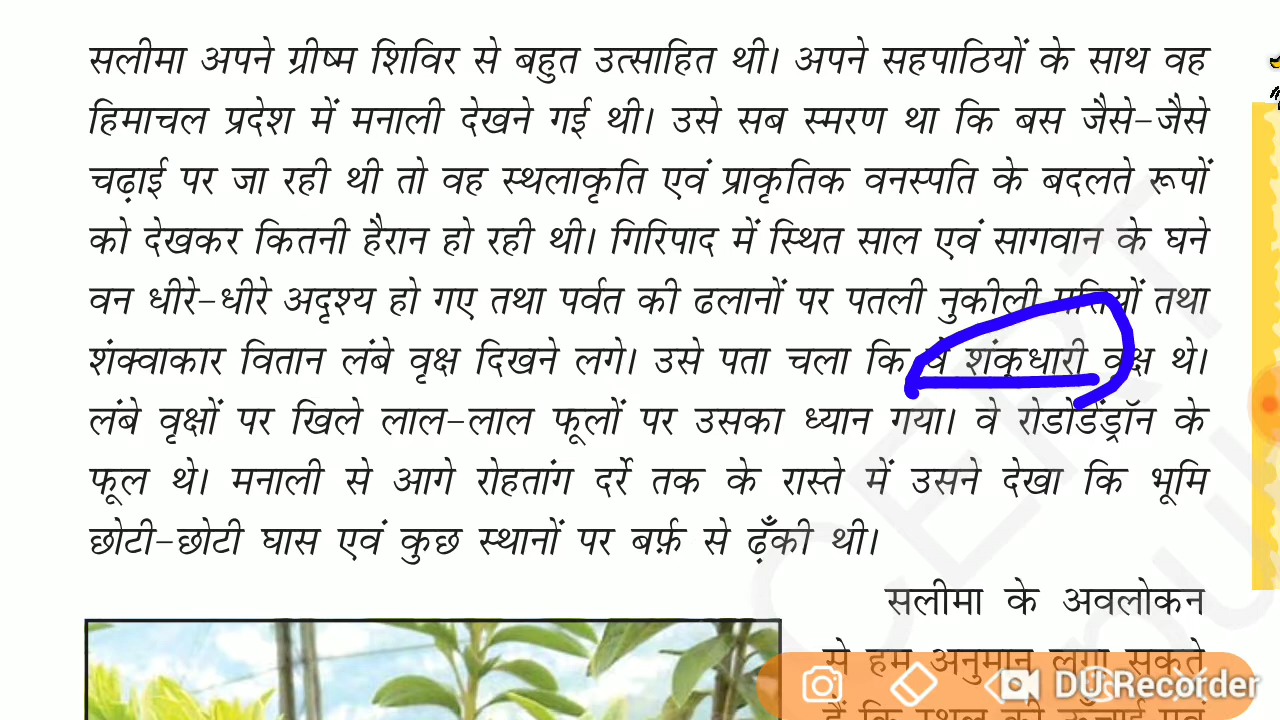 सलीमा अपने ग्रीष्म शिविर से बहुत उत्साहित थी। अपने सहपाठियों के साथ वह
हिमाचल प्रदेश में मनाली देखने गई थी। उसे सब स्मरण था कि बस जैसे-जैसे
चढ़ाई पर जा रही थी तो वह स्थलाकृति एवं प्राकृतिक वनस्पति के बदलते रूपों
को देखकर कितनी हैरान हो रही थी। गिरिपाद में स्थित साल एवं सागवान के घने
वन धीरे-धीरे अदृश्य हो गए तथा पर्वत की ढलानों पर पतली नुकीली पत्तियों तथा
शंक्वाकार वितान लंबे वृक्ष दिखने लगे। उसे पता चला कि वे शंकुधारी वृक्ष थे।
लंबे वृक्षों पर खिले लाल-लाल फूलों पर उसका ध्यान गया। वे रोडोडेंड्रॉन के
फूल थे। मनाली से आगे रोहतांग दर्रे तक के रास्ते में उसने देखा कि भूमि
छोटी-छोटी घास एवं कुछ स्थानों पर बर्फ़ से ढ़ँकी थी।
सलीमा के अवलोकन
से हम अनुमान लगा सकते
DU Recorder